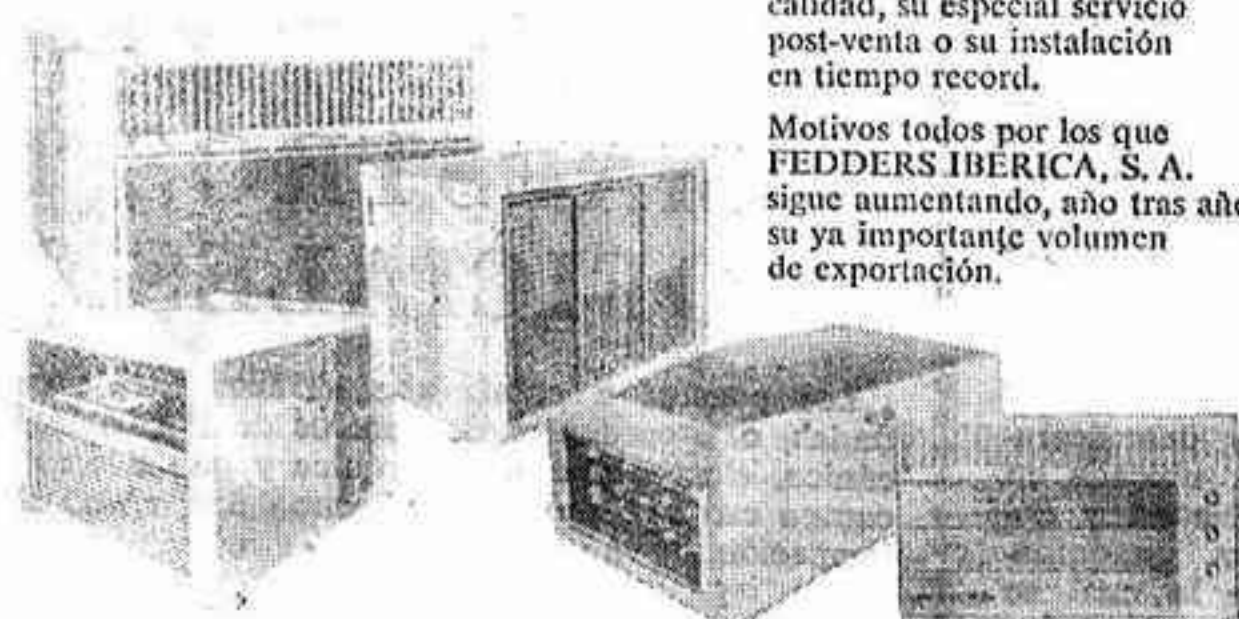 calidad, su especial servicio
post-venta o su instalación
en tiempo record.
Motivos todos por los que
FEDDERS IBERICA, S. A.
sigue aumentando, año tras año
su ya importante volumen
de exportación.